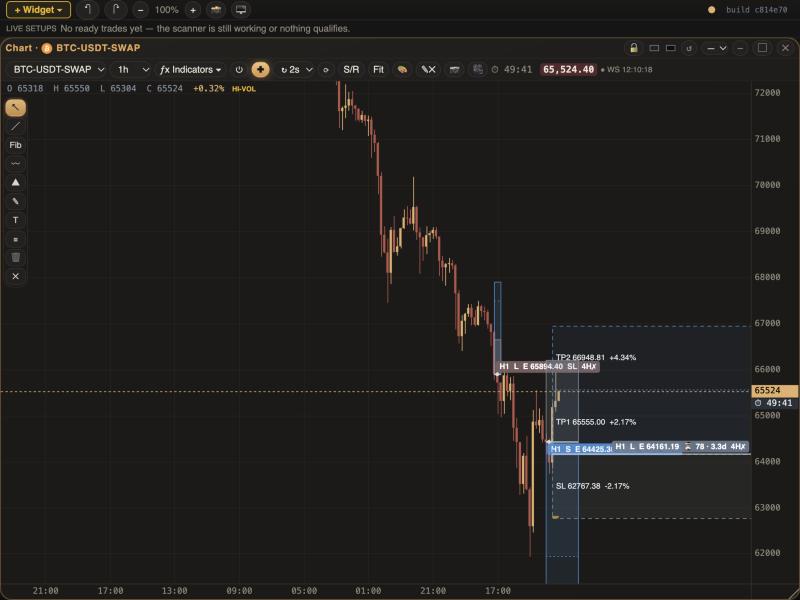 + Widget
100%
build c814e70
LIVE SETUPS No ready trades yet — the scanner is still working or nothing qualifies.
Chart · BTC-USDT-SWAP
BTC-USDT-SWAP 1h ƒx Indicators 2s S/R Fit 49:41 65,524.40 ● WS 12:10:18
O 65318 H 65550 L 65304 C 65524 +0.32% HI-VOL
Fib
T
72000
71000
70000
69000
68000
67000
TP2 66948.81 +4.34%
H1 L E 65894.40 SL 4H✗
66000
65524
49:41
65000
TP1 65555.00 +2.17%
H1 S E 64425.3
H1 L E 64161.19 ⏳ 78 · 3.3d 4H✗
64000
SL 62767.38 -2.17%
63000
62000
21:00 17:00 13:00 09:00 05:00 01:00 21:00 17:00